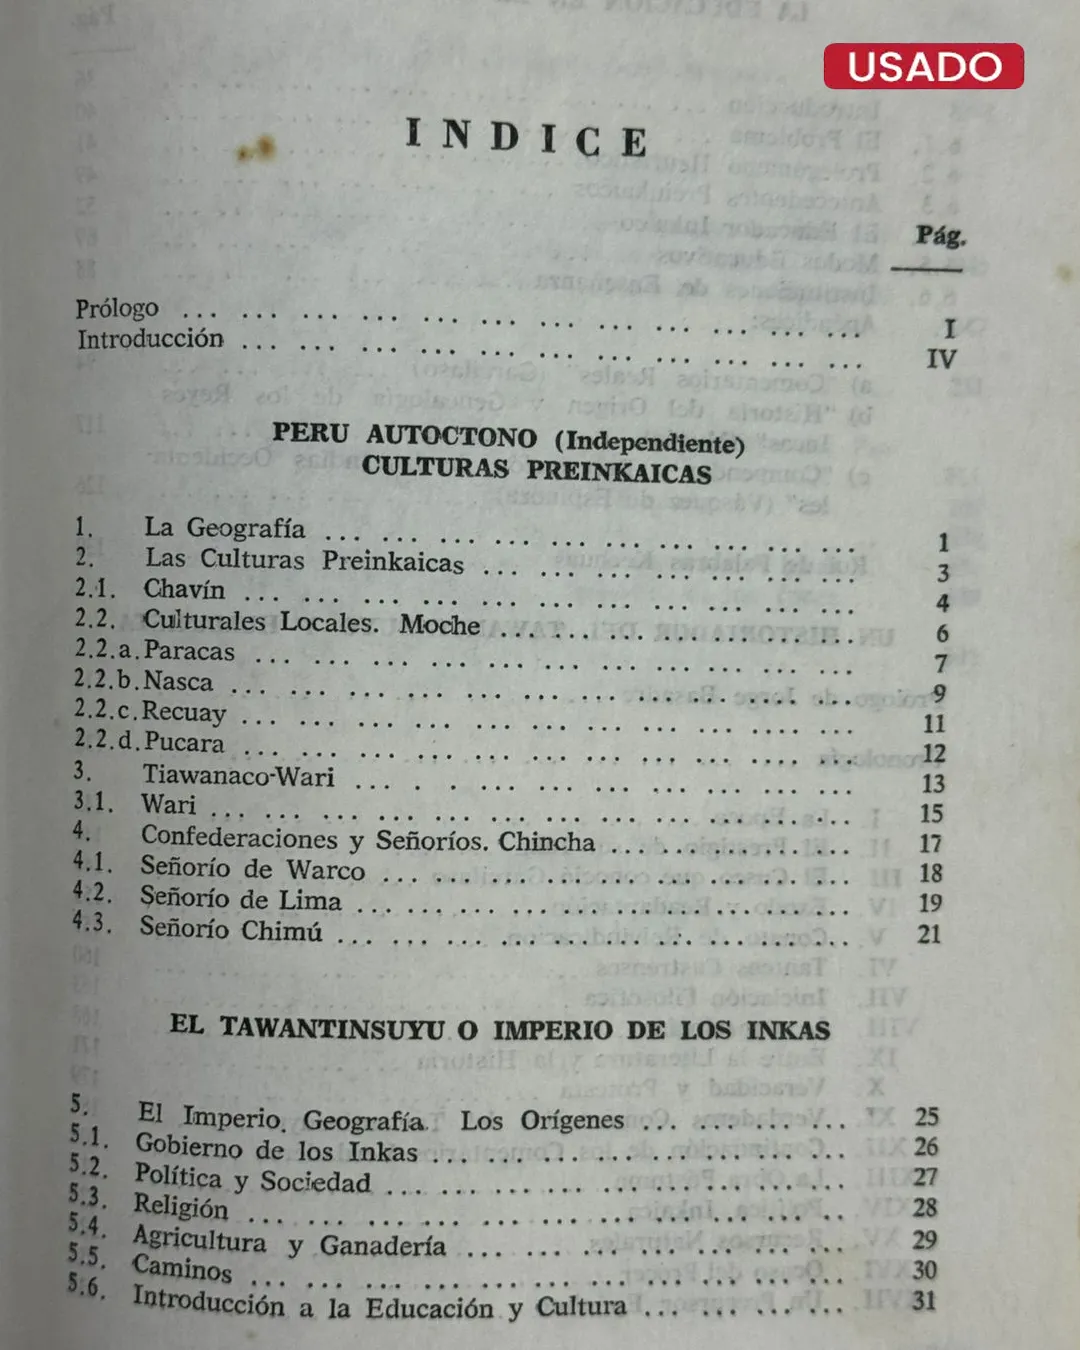 USADO
INDICE
Pág.
Prólogo ... ... ... ... ... ... ... ... ... ... ... ... I
Introducción ... ... ... ... ... ... ... ... ... ... ... IV
PERU AUTOCTONO (Independiente)
CULTURAS PREINKAICAS
1. La Geografía ... ... ... ... ... ... ... ... ... ... 1
2. Las Culturas Preinkaicas ... ... ... ... ... ... ... 3
2.1. Chavín ... ... ... ... ... ... ... ... ... ... ... 4
2.2. Culturales Locales. Moche ... ... ... ... ... ... ... 6
2.2.a. Paracas ... ... ... ... ... ... ... ... ... ... ... 7
2.2.b. Nasca ... ... ... ... ... ... ... ... ... ... ... 9
2.2.c. Recuay ... ... ... ... ... ... ... ... ... ... ... 11
2.2.d. Pucara ... ... ... ... ... ... ... ... ... ... ... 12
3. Tiawanaco-Wari ... . . ... ... ... ... ... ... ... 13
3.1. Wari ... ... ... ... ... ... ... ... ... ... ... ... 15
4. Confederaciones y Señoríos. Chincha ... ... ... ... ... 17
4.1. Señorío de Warco ... ... ... ... ... ... ... ... ... 18
4.2. Señorío de Lima ... ... ... ... ... ... ... ... ... 19
4.3. Señorío Chimú ... ... ... ... ... ... ... ... ... ... 21
EL TAWANTINSUYU O IMPERIO DE LOS INKAS
5. El Imperio. Geografía. Los Orígenes ... ... ... ... 25
5.1. Gobierno de los Inkas ... ... ... ... ... ... ... ... 26
5.2. Política y Sociedad ... ... ... ... ... ... ... ... ... 27
5.3. Religión ... ... ... ... ... ... ... ... ... ... ... 28
5.4. Agricultura y Ganadería ... ... ... ... ... ... ... 29
5.5. Caminos ... ... ... ... ... ... ... ... ... ... ... 30
5.6. Introducción a la Educación y Cultura ... ... ... ... 31